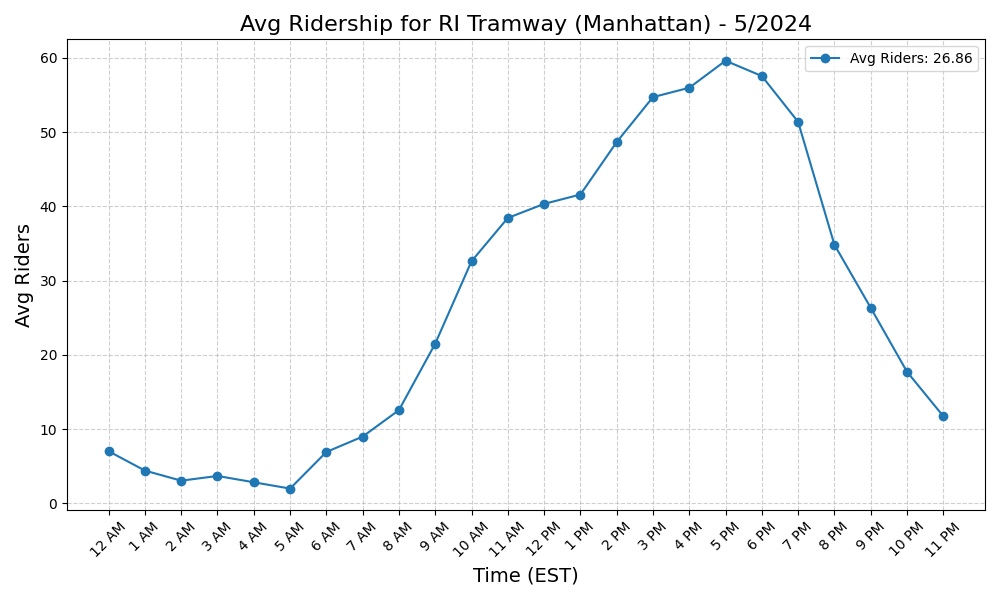 Avg Ridership for RI Tramway (Manhattan) - 5/2024
Avg Riders: 26.86
Avg Riders
60
50
40
30
20
10
0
12 AM
1 AM
2 AM
3 AM
4 AM
5 AM
6 AM
7 AM
8 AM
9 AM
10 AM
11 AM
12 PM
1 PM
2 PM
3 PM
4 PM
5 PM
6 PM
7 PM
8 PM
9 PM
10 PM
11 PM
Time (EST)